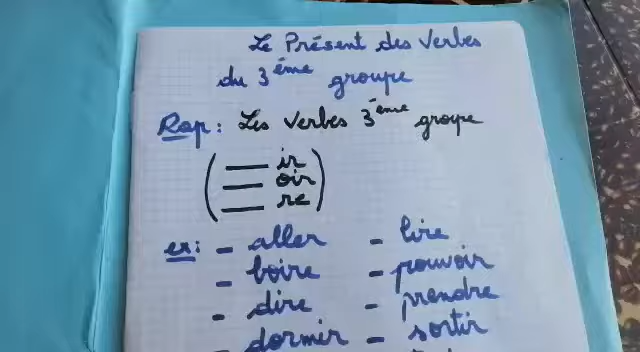 Le Présent des Verbes
du 3ème groupe
Rap: Les Verbes 3ème groupe
( — ir
— oir
— re )
ex: - aller - lire
- boire - pouvoir
- dire - prendre
- dormir - sortir